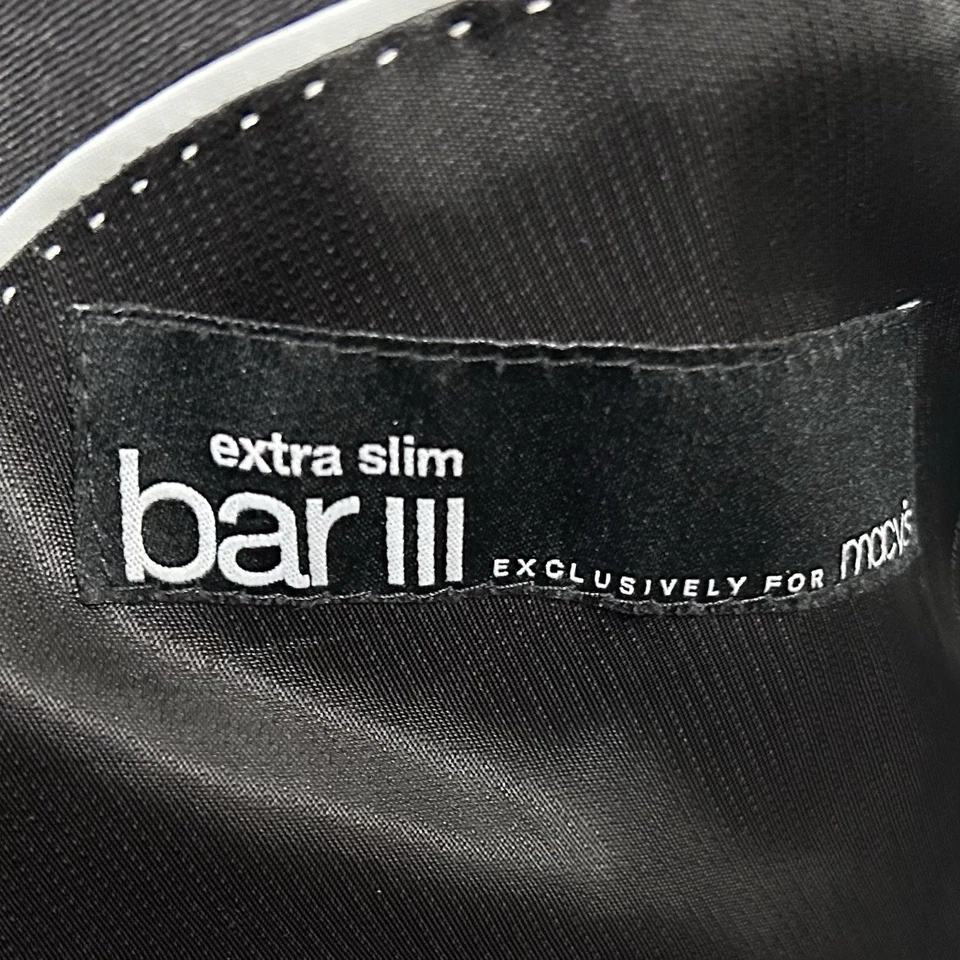 extra slim
bar III EXCLUSIVELY FOR macy's